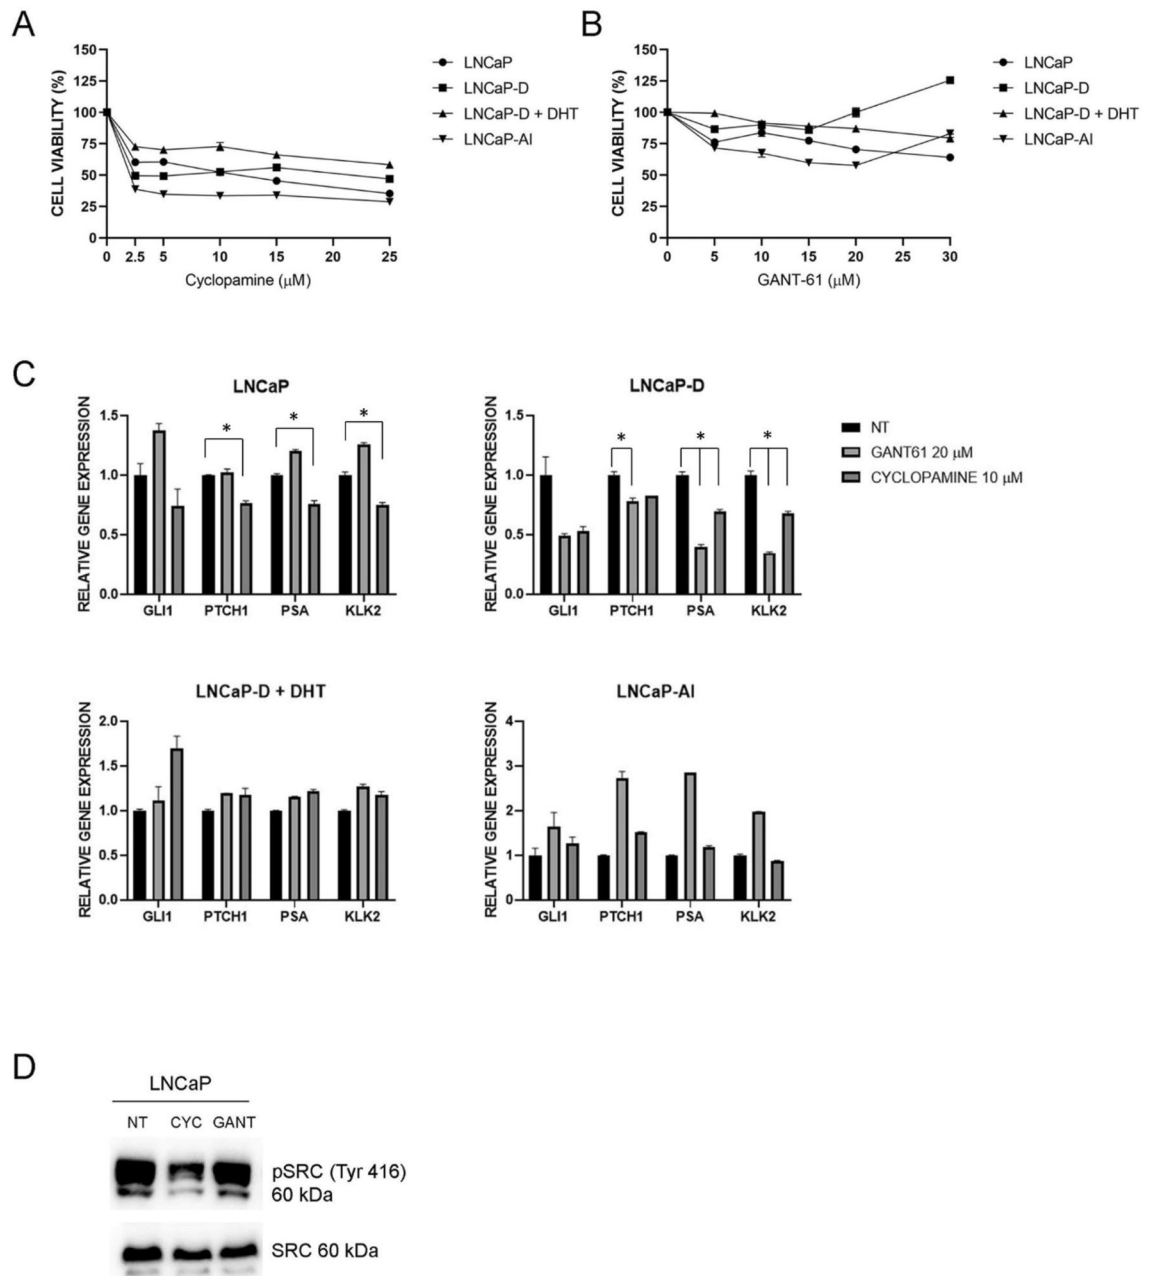 A
B
150
125
100
75
50
25
0
CELL VIABILITY (%)
0 2.5 5 10 15 20 25
Cyclopamine (μM)
LNCaP
LNCaP-D
LNCaP-D + DHT
LNCaP-AI
150
125
100
75
50
25
0
CELL VIABILITY (%)
0 5 10 15 20 25 30
GANT-61 (μM)
LNCaP
LNCaP-D
LNCaP-D + DHT
LNCaP-AI
C
LNCaP
RELATIVE GENE EXPRESSION
1.5
1.0
0.5
0.0
* * *
GLI1 PTCH1 PSA KLK2
LNCaP-D
RELATIVE GENE EXPRESSION
1.5
1.0
0.5
0.0
* * *
GLI1 PTCH1 PSA KLK2
NT
GANT61 20 μM
CYCLOPAMINE 10 μM
LNCaP-D + DHT
RELATIVE GENE EXPRESSION
2.0
1.5
1.0
0.5
0.0
GLI1 PTCH1 PSA KLK2
LNCaP-AI
RELATIVE GENE EXPRESSION
4
3
2
1
0
GLI1 PTCH1 PSA KLK2
D
LNCaP
NT CYC GANT
pSRC (Tyr 416)
60 kDa
SRC 60 kDa